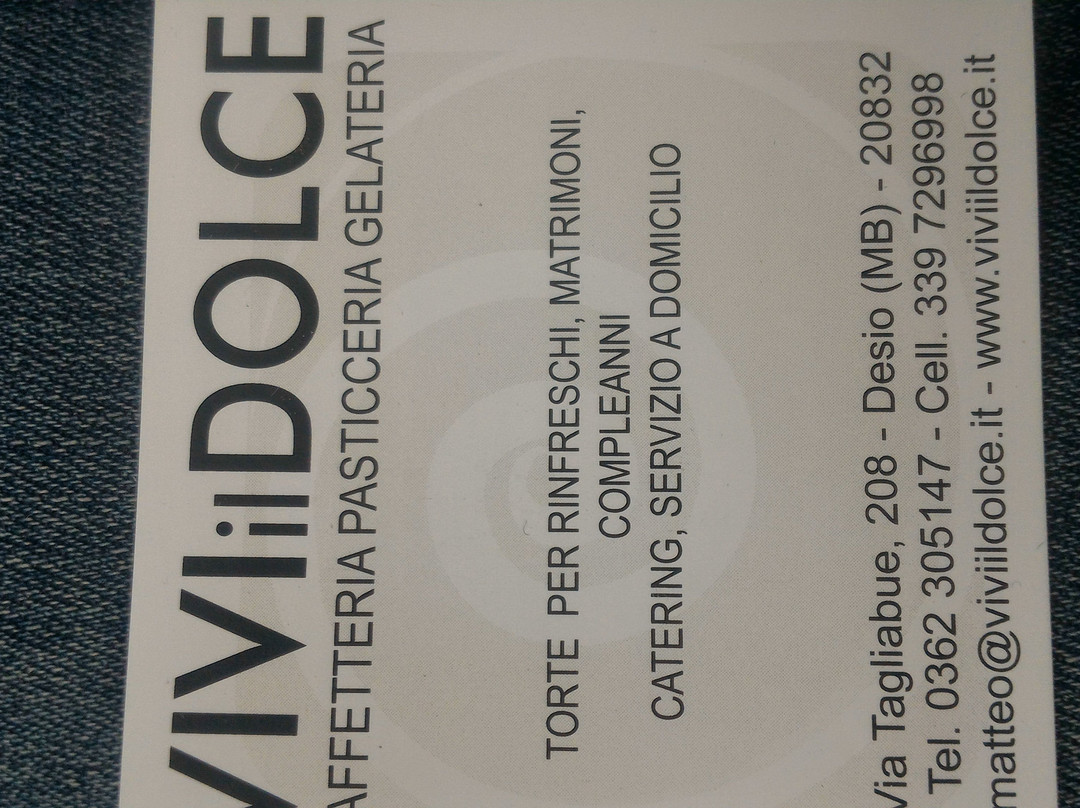 VIViilDOLCE
AFFETTERIA PASTICCERIA GELATERIA
TORTE PER RINFRESCHI, MATRIMONI,
COMPLEANNI
CATERING, SERVIZIO A DOMICILIO
Via Tagliabue, 208 - Desio (MB) - 20832
Tel. 0362 305147 - Cell. 339 7296998
matteo@viviildolce.it - www.viviildolce.it